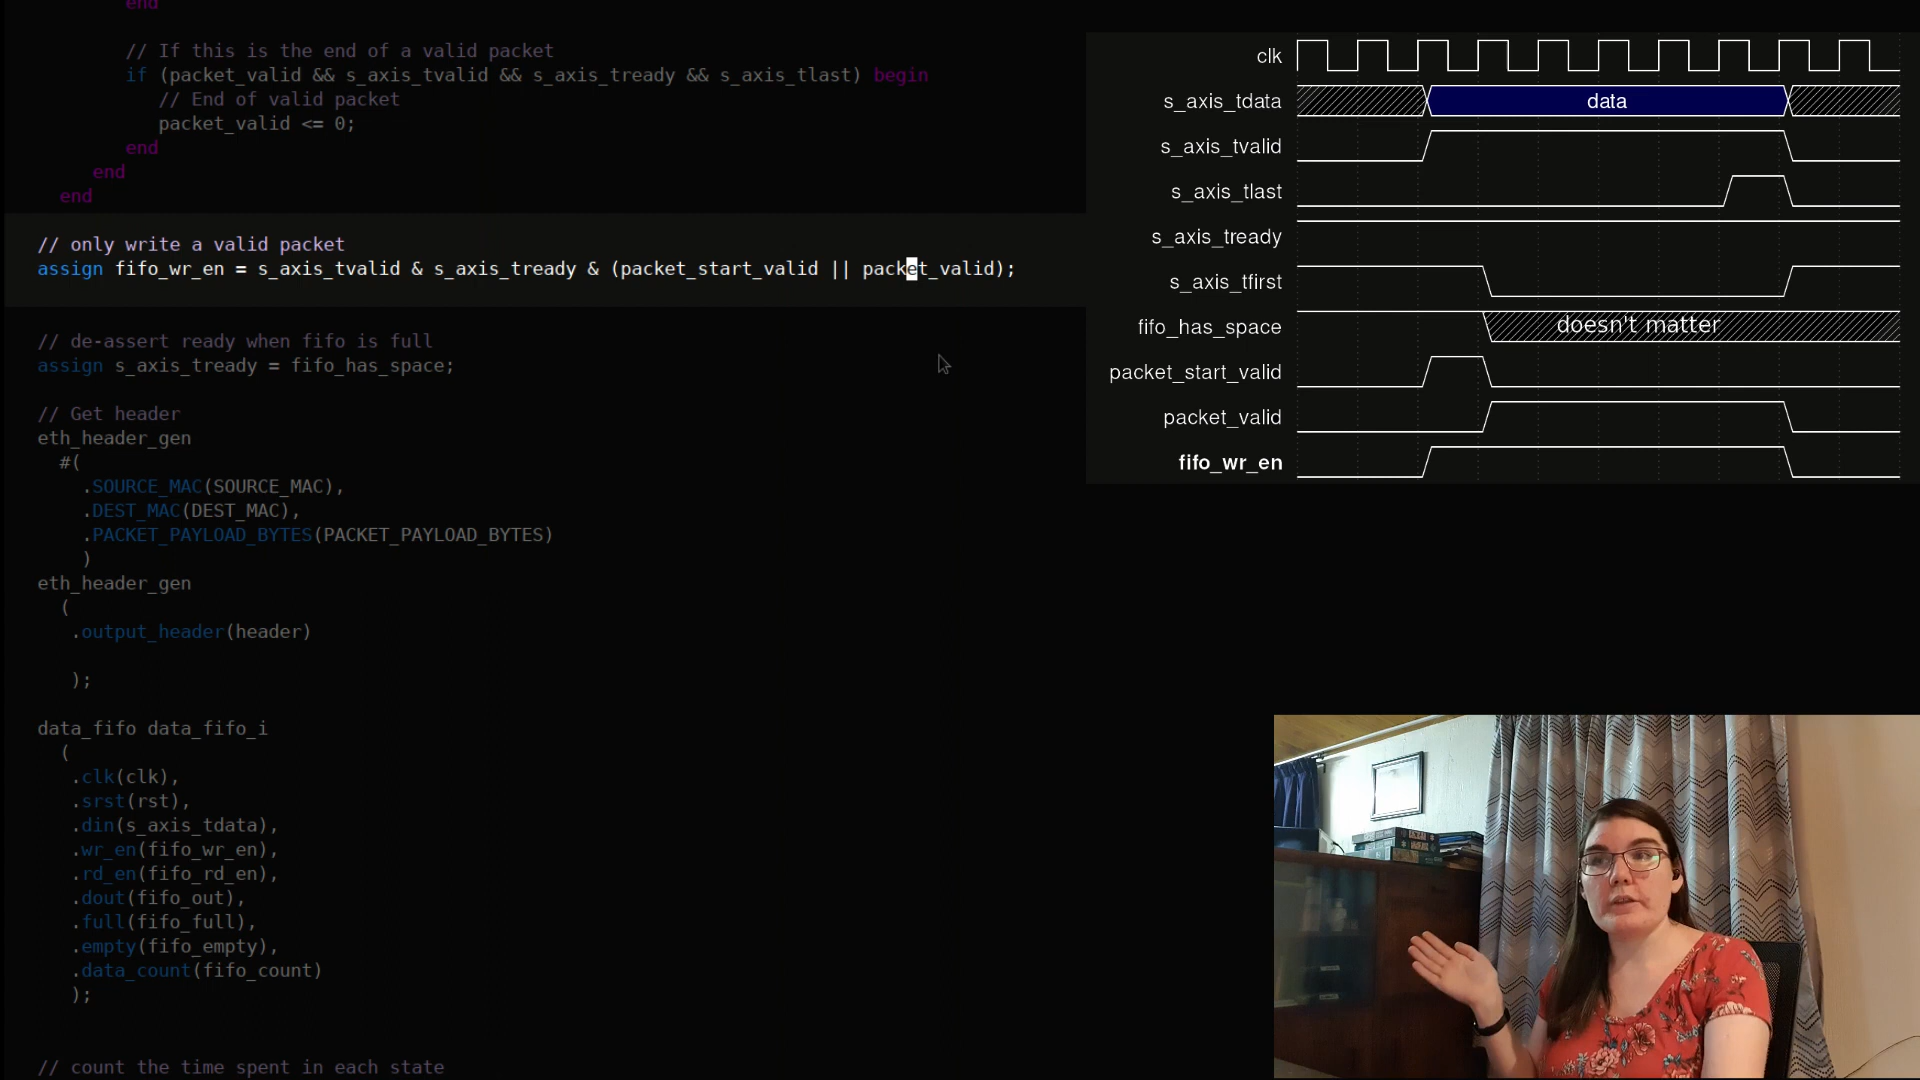 end
// If this is the end of a valid packet
if (packet_valid && s_axis_tvalid && s_axis_tready && s_axis_tlast) begin
// End of valid packet
packet_valid <= 0;
end
end
end
// only write a valid packet
assign fifo_wr_en = s_axis_tvalid & s_axis_tready & (packet_start_valid || packet_valid);
// de-assert ready when fifo is full
assign s_axis_tready = fifo_has_space;
// Get header
eth_header_gen
#(
.SOURCE_MAC(SOURCE_MAC),
.DEST_MAC(DEST_MAC),
.PACKET_PAYLOAD_BYTES(PACKET_PAYLOAD_BYTES)
)
eth_header_gen
(
.output_header(header)
);
data_fifo data_fifo_i
(
.clk(clk),
.srst(rst),
.din(s_axis_tdata),
.wr_en(fifo_wr_en),
.rd_en(fifo_rd_en),
.dout(fifo_out),
.full(fifo_full),
.empty(fifo_empty),
.data_count(fifo_count)
);
// count the time spent in each state
clk
s_axis_tdata data
s_axis_tvalid
s_axis_tlast
s_axis_tready
s_axis_tfirst
fifo_has_space doesn't matter
packet_start_valid
packet_valid
fifo_wr_en